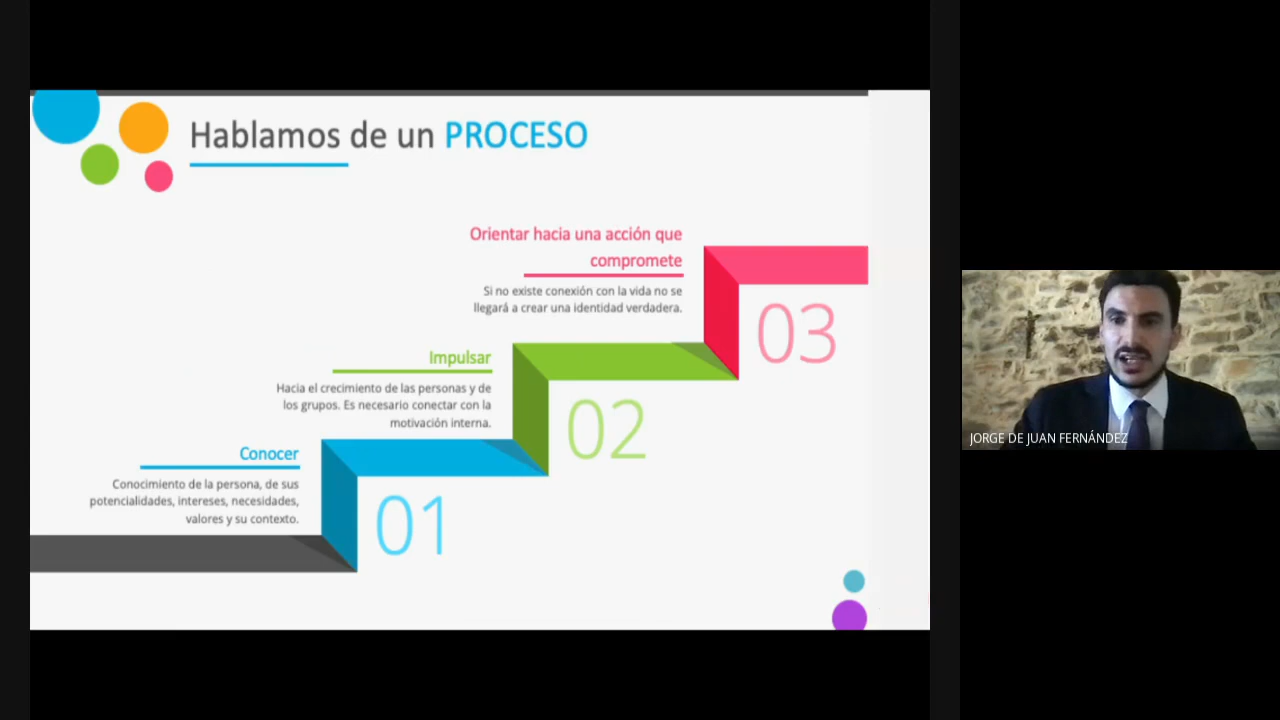 Hablamos de un PROCESO
Orientar hacia una acción que
compromete
Si no existe conexión con la vida no se
llegará a crear una identidad verdadera.
03
Impulsar
Hacia el crecimiento de las personas y de
los grupos. Es necesario conectar con la
motivación interna.
02
Conocer
Conocimiento de la persona, de sus
potencialidades, intereses, necesidades,
valores y su contexto.
01
JORGE DE JUAN FERNÁNDEZ